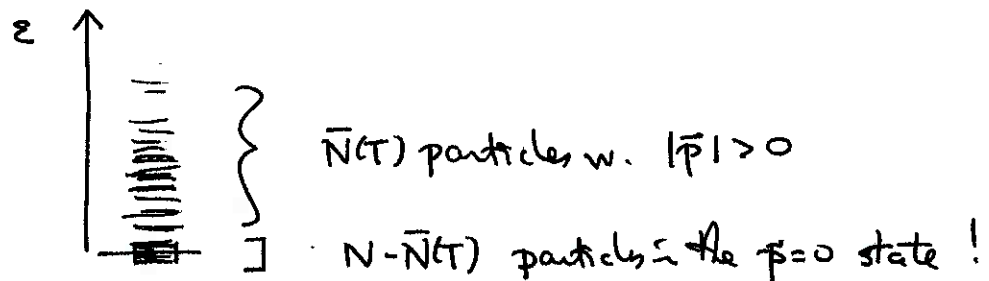 ε
N̄(T) particles w. |p̄| > 0
N-N̄(T) particles in the p̄=0 state !